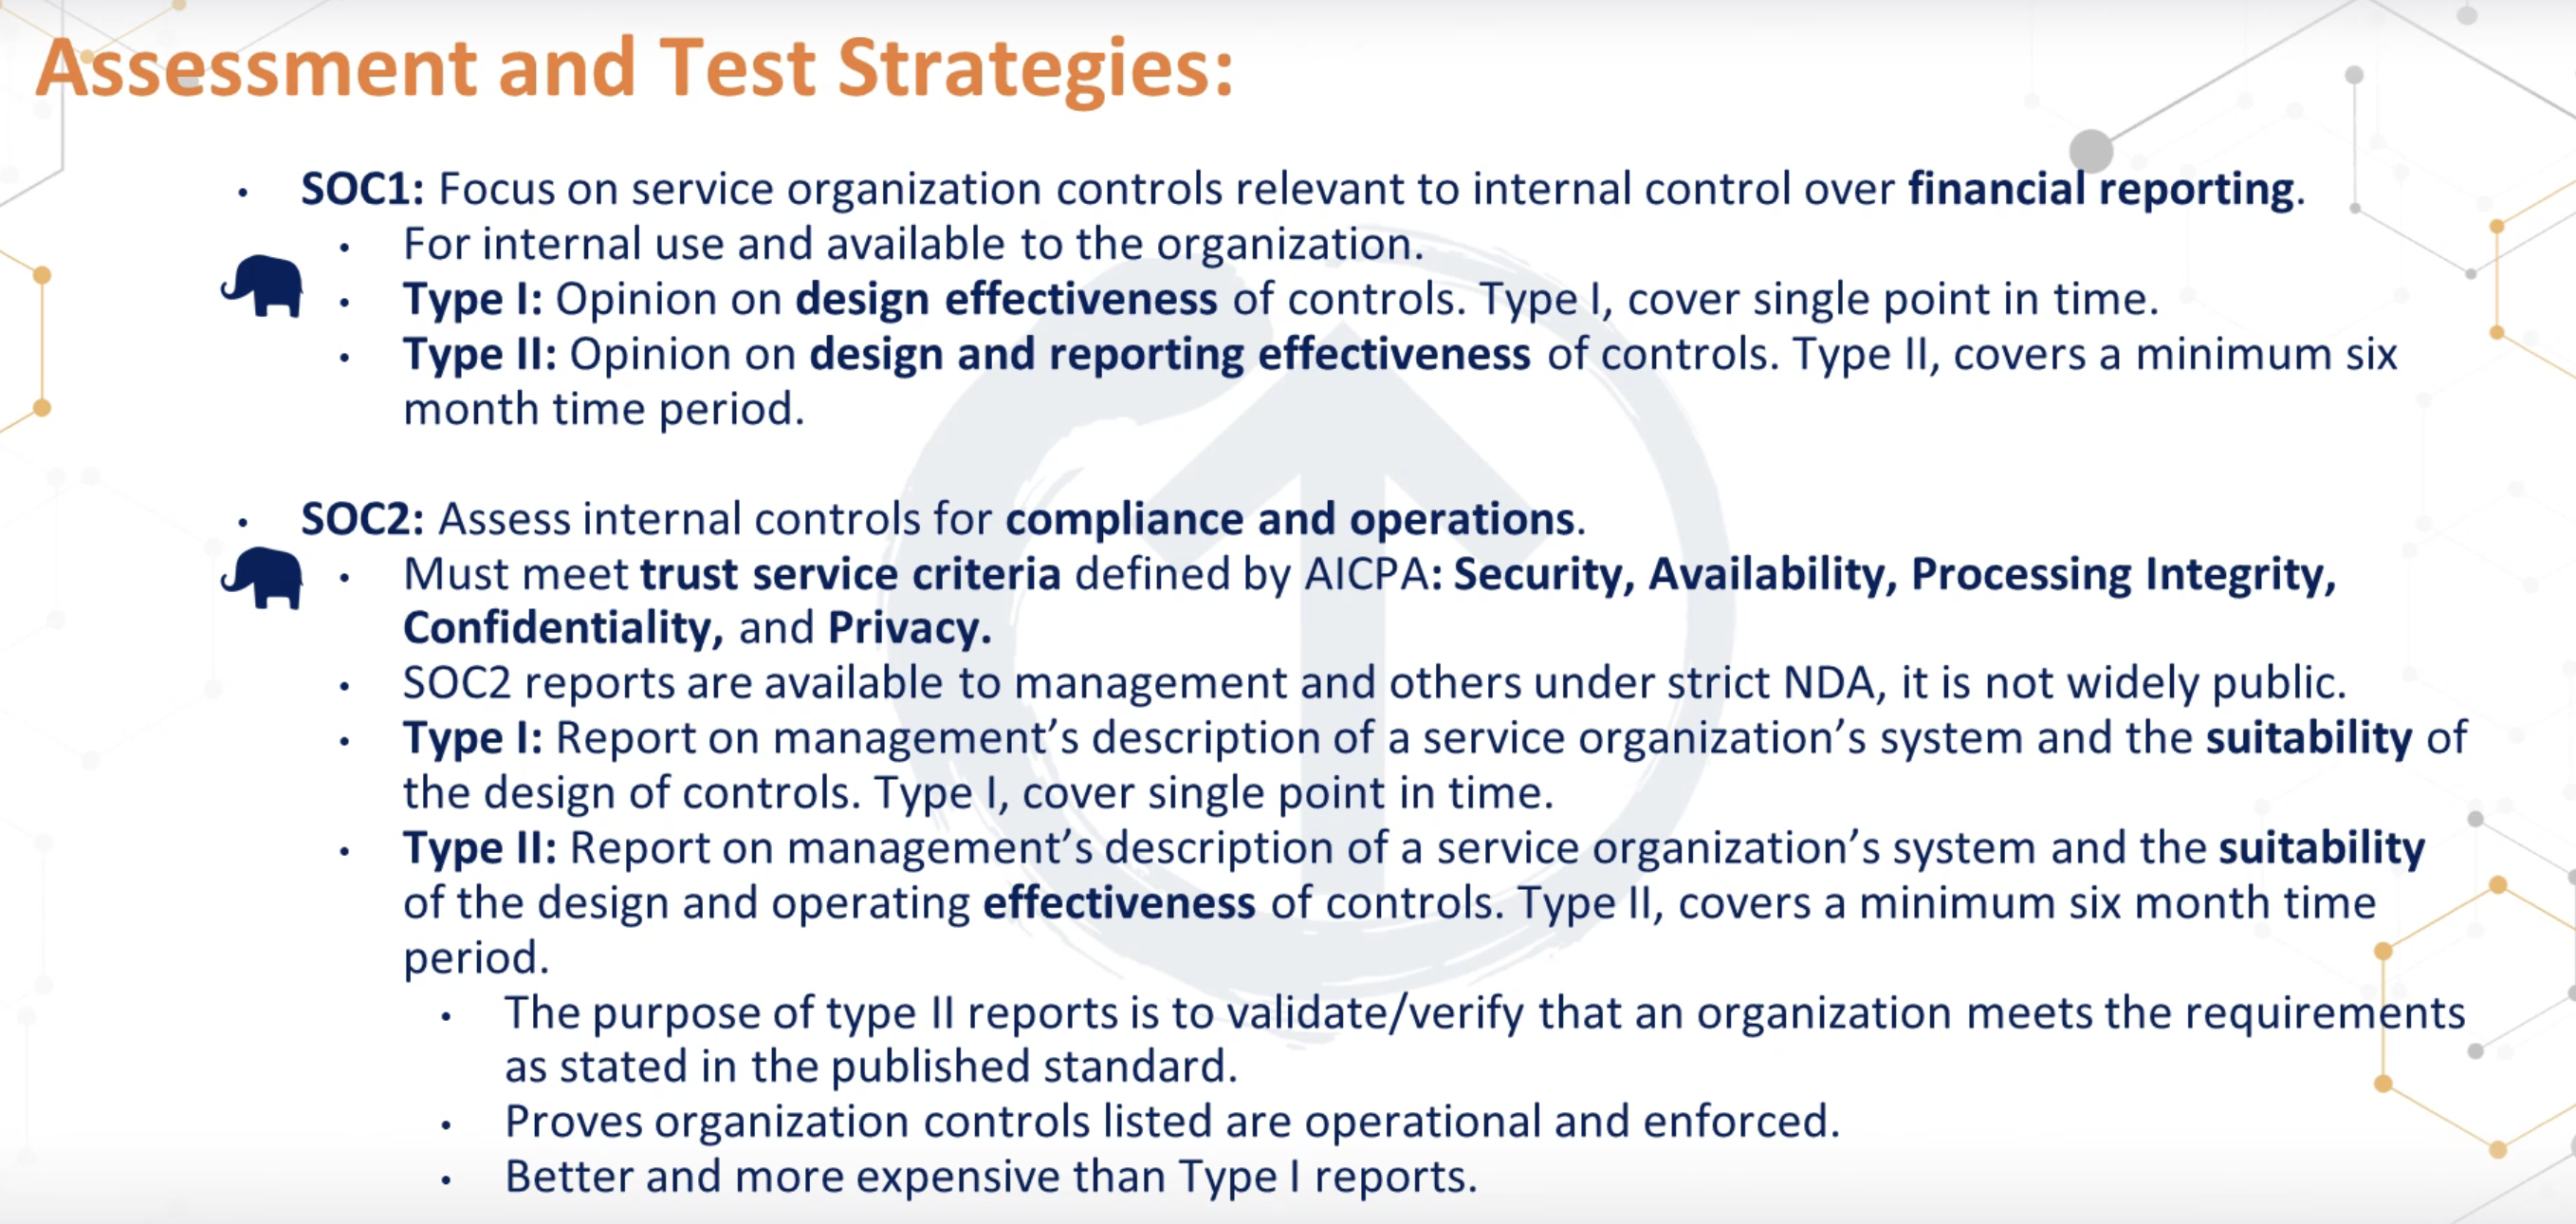 Assessment and Test Strategies:
• SOC1: Focus on service organization controls relevant to internal control over financial reporting.
• For internal use and available to the organization.
• Type I: Opinion on design effectiveness of controls. Type I, cover single point in time.
• Type II: Opinion on design and reporting effectiveness of controls. Type II, covers a minimum six
month time period.
• SOC2: Assess internal controls for compliance and operations.
• Must meet trust service criteria defined by AICPA: Security, Availability, Processing Integrity,
Confidentiality, and Privacy.
• SOC2 reports are available to management and others under strict NDA, it is not widely public.
• Type I: Report on management’s description of a service organization’s system and the suitability of
the design of controls. Type I, cover single point in time.
• Type II: Report on management’s description of a service organization’s system and the suitability
of the design and operating effectiveness of controls. Type II, covers a minimum six month time
period.
• The purpose of type II reports is to validate/verify that an organization meets the requirements
as stated in the published standard.
• Proves organization controls listed are operational and enforced.
• Better and more expensive than Type I reports.